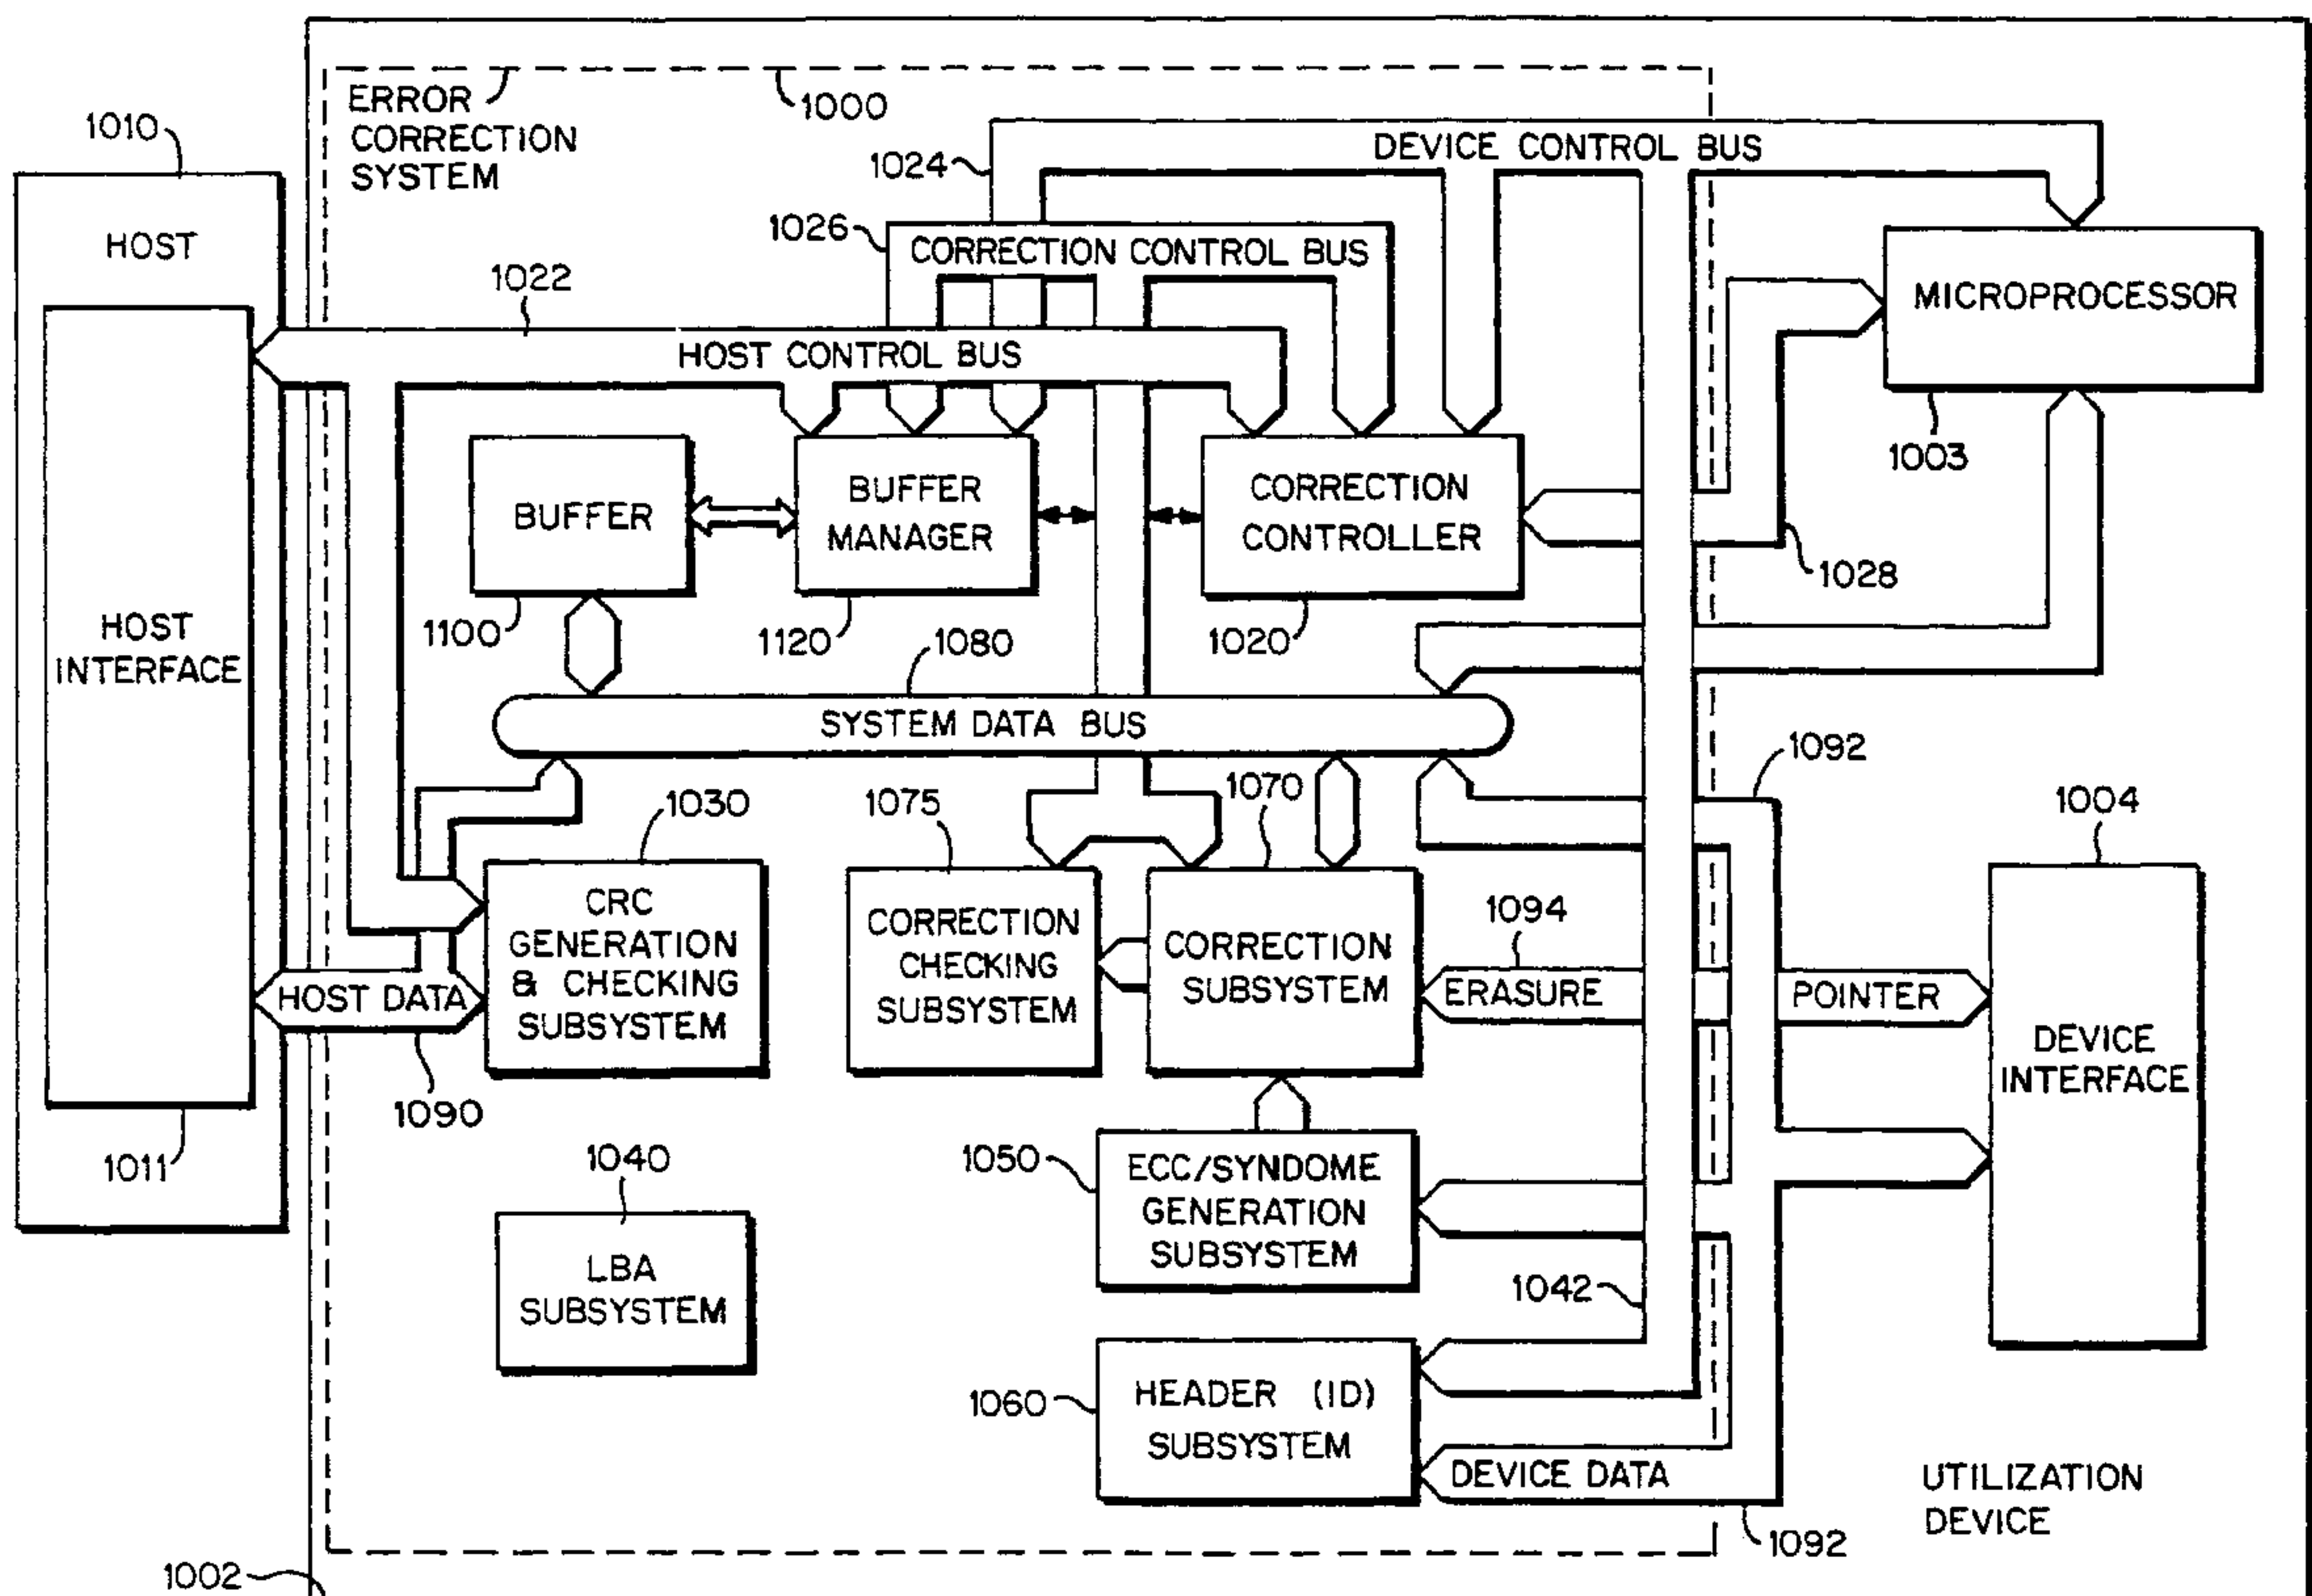 ERROR
CORRECTION
SYSTEM
1000
1010
HOST
HOST
INTERFACE
1011
1024
DEVICE CONTROL BUS
1026
CORRECTION CONTROL BUS
1022
HOST CONTROL BUS
MICROPROCESSOR
1003
BUFFER
1100
BUFFER
MANAGER
1120
CORRECTION
CONTROLLER
1020
1028
1080
SYSTEM DATA BUS
1092
1030
CRC
GENERATION
& CHECKING
SUBSYSTEM
1075
CORRECTION
CHECKING
SUBSYSTEM
1070
CORRECTION
SUBSYSTEM
1094
ERASURE
POINTER
1004
DEVICE
INTERFACE
HOST DATA
1090
1040
LBA
SUBSYSTEM
1050
ECC/SYNDOME
GENERATION
SUBSYSTEM
1042
1060
HEADER (ID)
SUBSYSTEM
DEVICE DATA
1092
UTILIZATION
DEVICE
1002